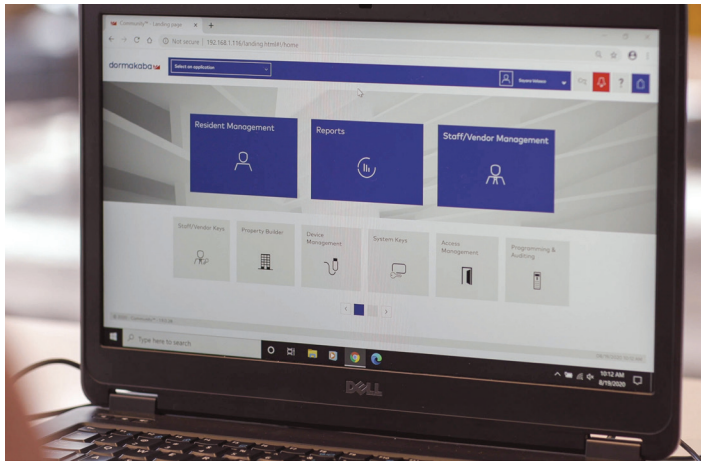 Community™ - Landing page
Not secure | 192.168.1.116/landing.html#!/home
dormakaba
Select an application
Resident Management
Reports
Staff/Vendor Management
Staff/Vendor Keys
Property Builder
Device
Management
System Keys
Access
Management
Programming &
Auditing
Type here to search
10:12 AM
8/19/2020
DELL